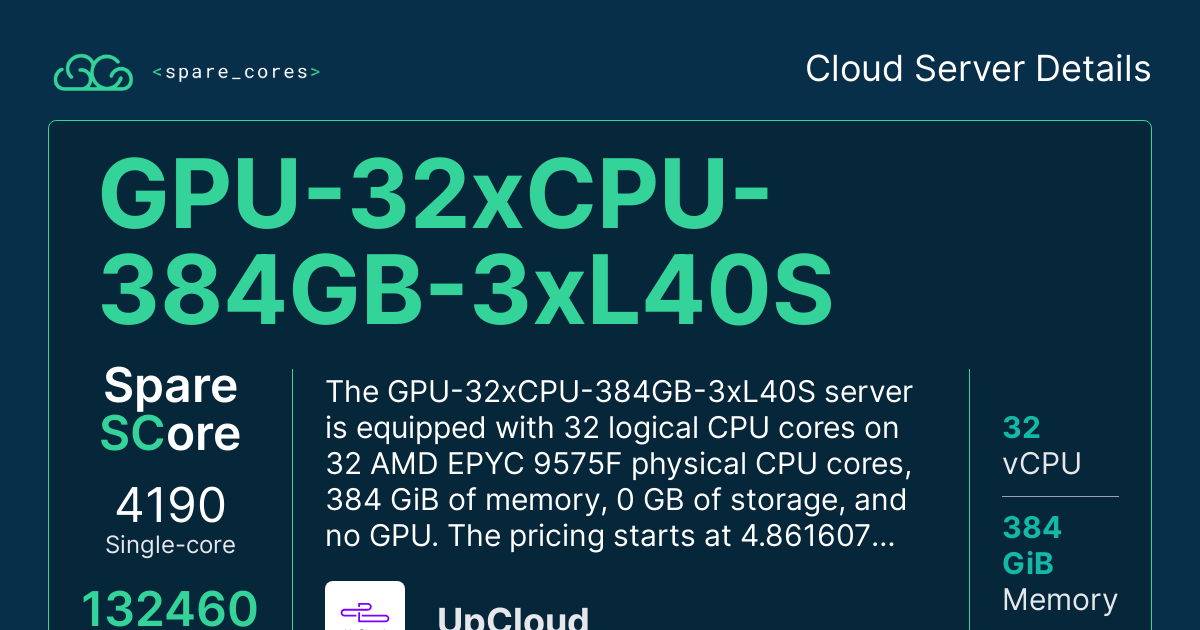 <spare_cores>
Cloud Server Details
GPU-32xCPU-
384GB-3xL40S
Spare
SCore
4190
Single-core
132460
The GPU-32xCPU-384GB-3xL40S server
is equipped with 32 logical CPU cores on
32 AMD EPYC 9575F physical CPU cores,
384 GiB of memory, 0 GB of storage, and
no GPU. The pricing starts at 4.861607...
UpCloud
32
vCPU
384
GiB
Memory